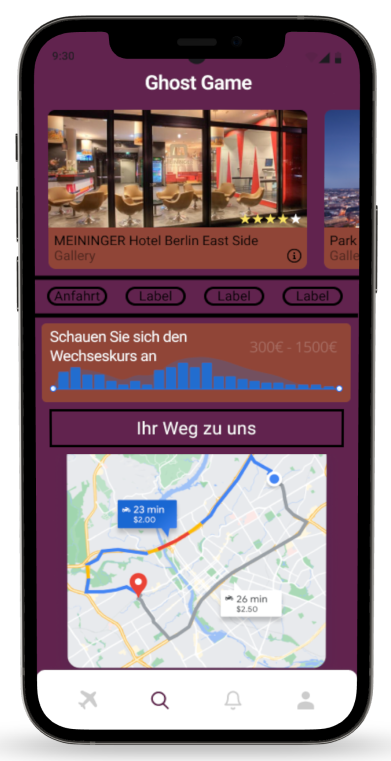 9:30
Ghost Game
MEININGER Hotel Berlin East Side
Gallery
Park
Galle
Anfahrt
Label
Label
Label
Schauen Sie sich den
Wechseskurs an
300€ - 1500€
Ihr Weg zu uns
23 min
$2.00
26 min
$2.50